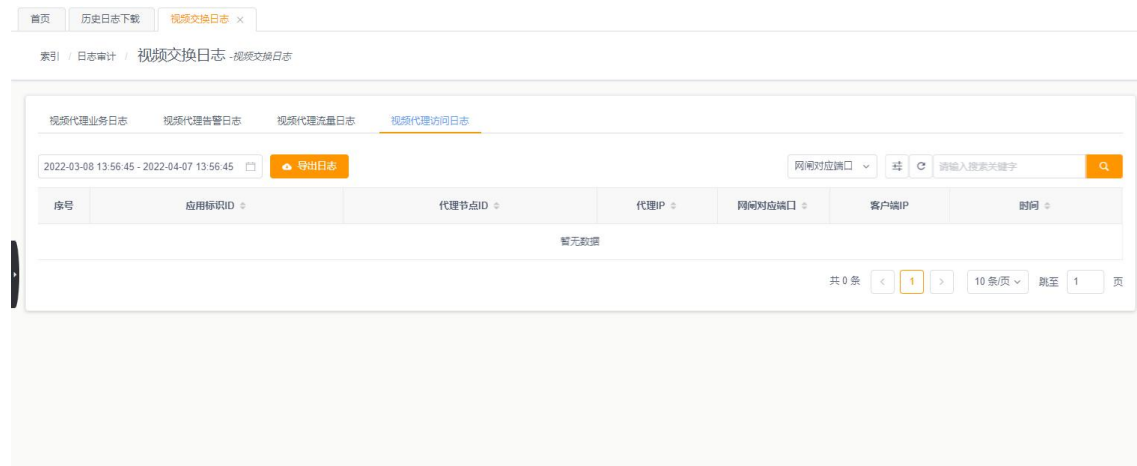 首页 历史日志下载 视频交换日志 ×
索引 / 日志审计 / 视频交换日志 -视频交换日志
视频代理业务日志 视频代理告警日志 视频代理流量日志 视频代理访问日志
2022-03-08 13:56:45 - 2022-04-07 13:56:45 导出日志 网闸对应端口 请输入搜索关键字
序号 应用标识ID 代理节点ID 代理IP 网闸对应端口 客户端IP 时间
暂无数据
共 0 条 < 1 > 10 条/页 跳至 1 页